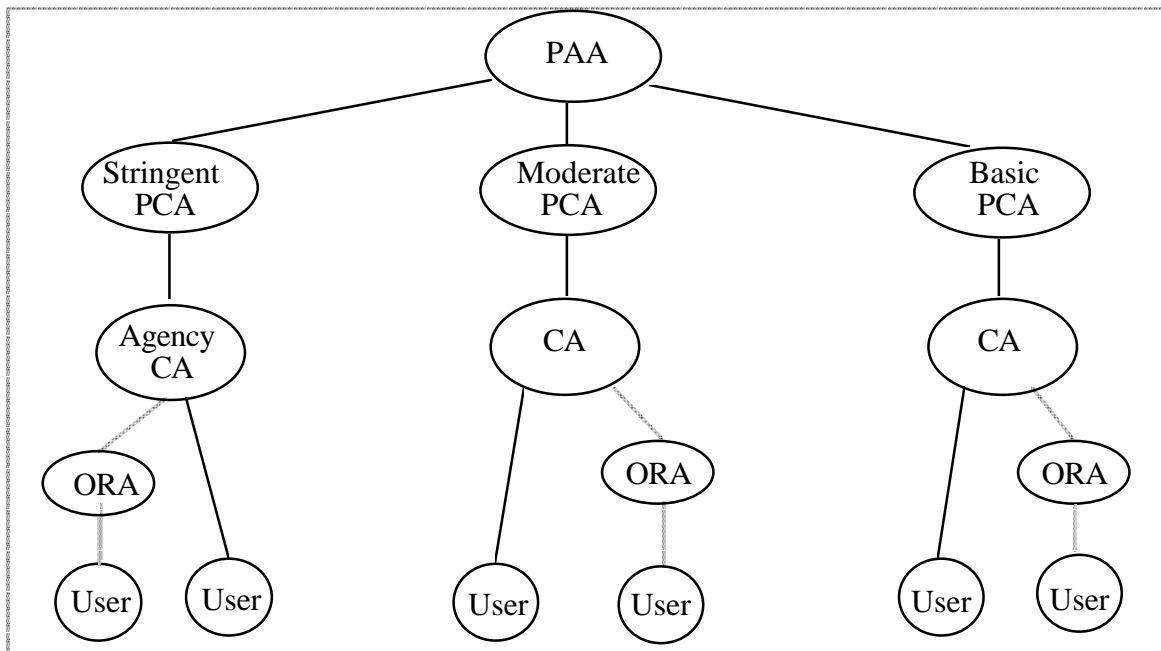 PAA
Stringent
PCA
Moderate
PCA
Basic
PCA
Agency
CA
CA
CA
ORA
ORA
ORA
User
User
User
User
User
User